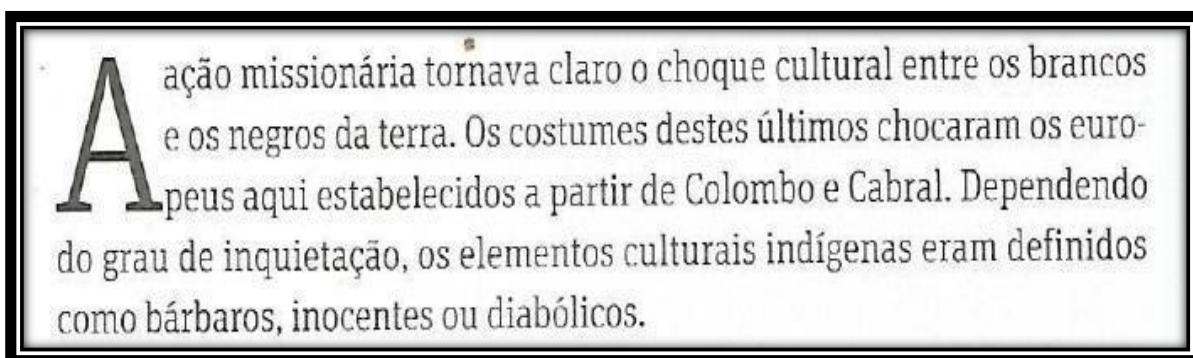 A ação missionária tornava claro o choque cultural entre os brancos
e os negros da terra. Os costumes destes últimos chocaram os euro-
peus aqui estabelecidos a partir de Colombo e Cabral. Dependendo
do grau de inquietação, os elementos culturais indígenas eram definidos
como bárbaros, inocentes ou diabólicos.